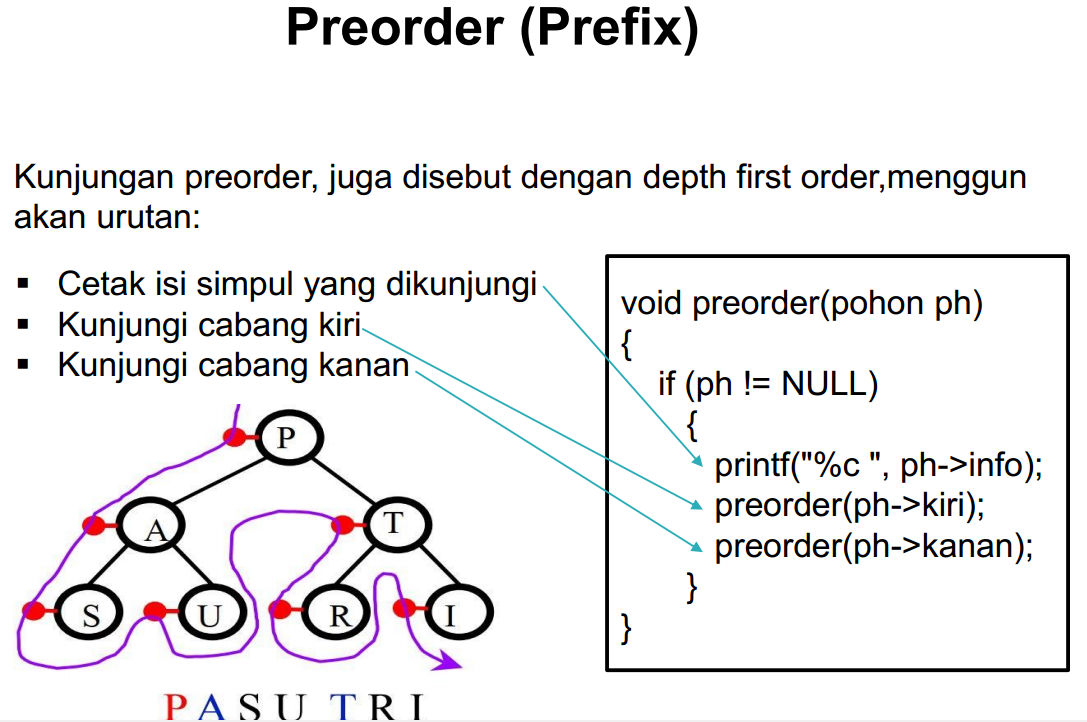 Preorder (Prefix)
Kunjungan preorder, juga disebut dengan depth first order,menggun
akan urutan:
▪ Cetak isi simpul yang dikunjungi
▪ Kunjungi cabang kiri
▪ Kunjungi cabang kanan
void preorder(pohon ph)
{
if (ph != NULL)
{
printf("%c ", ph->info);
preorder(ph->kiri);
preorder(ph->kanan);
}
}
P
A T
S U R I
P A S U T R I